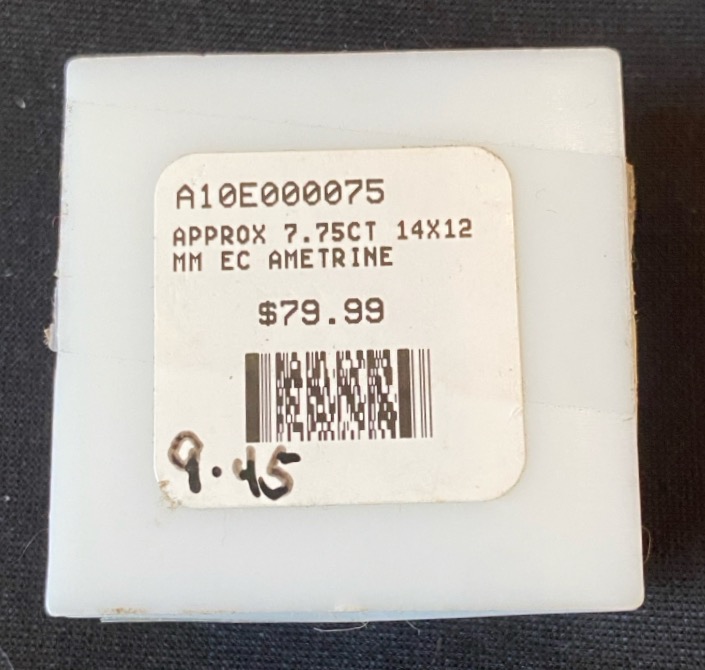 A10E000075
APPROX 7.75CT 14X12
MM EC AMETRINE
$79.99
9.45